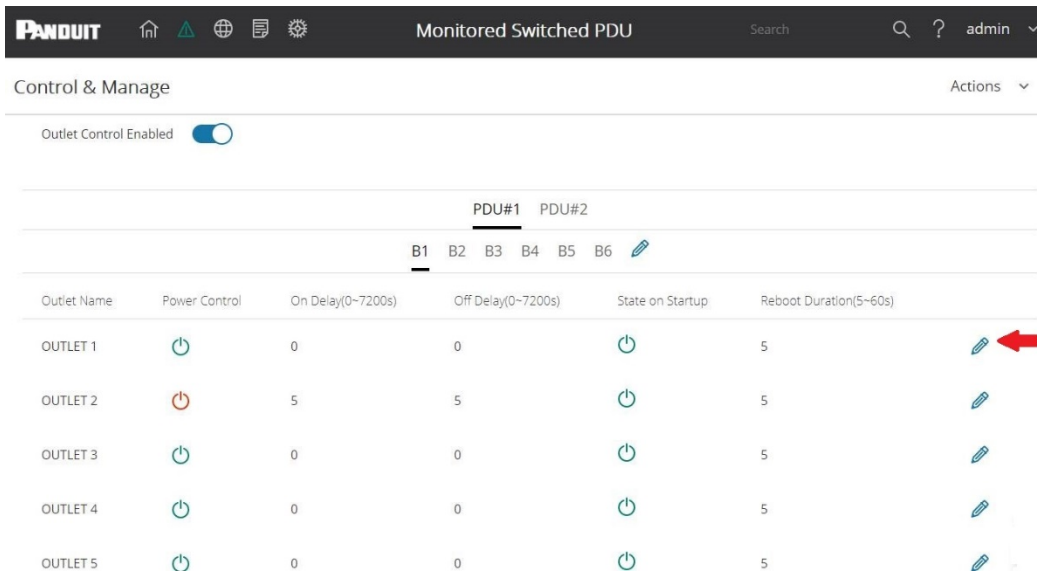 PANDUIT Monitored Switched PDU Search ? admin
Control & Manage Actions
Outlet Control Enabled
PDU#1 PDU#2
B1 B2 B3 B4 B5 B6
Outlet Name Power Control On Delay(0~7200s) Off Delay(0~7200s) State on Startup Reboot Duration(5~60s)
OUTLET 1 0 0 5
OUTLET 2 5 5 5
OUTLET 3 0 0 5
OUTLET 4 0 0 5
OUTLET 5 0 0 5